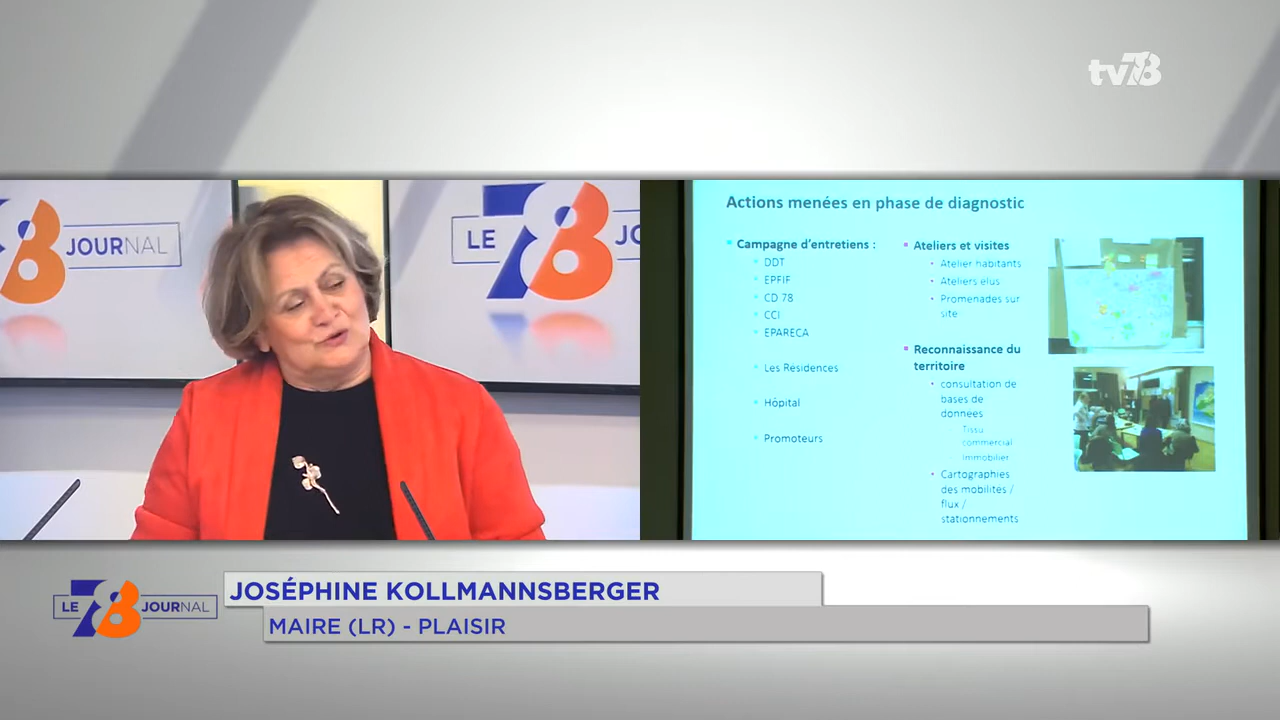 tv78
78 JOURNAL
LE 78 JO
Actions menées en phase de diagnostic
Campagne d'entretiens :
DDT
EPFIF
CD 78
CCI
EPARECA
Les Résidences
Hôpital
Promoteurs
Ateliers et visites
Atelier habitants
Ateliers élus
Promenades sur
site
Reconnaissance du
territoire
consultation de
bases de
données
Tissu
commercial
Immobilier
Cartographies
des mobilités /
flux /
stationnements
LE 78 JOURNAL
JOSÉPHINE KOLLMANNSBERGER
MAIRE (LR) - PLAISIR